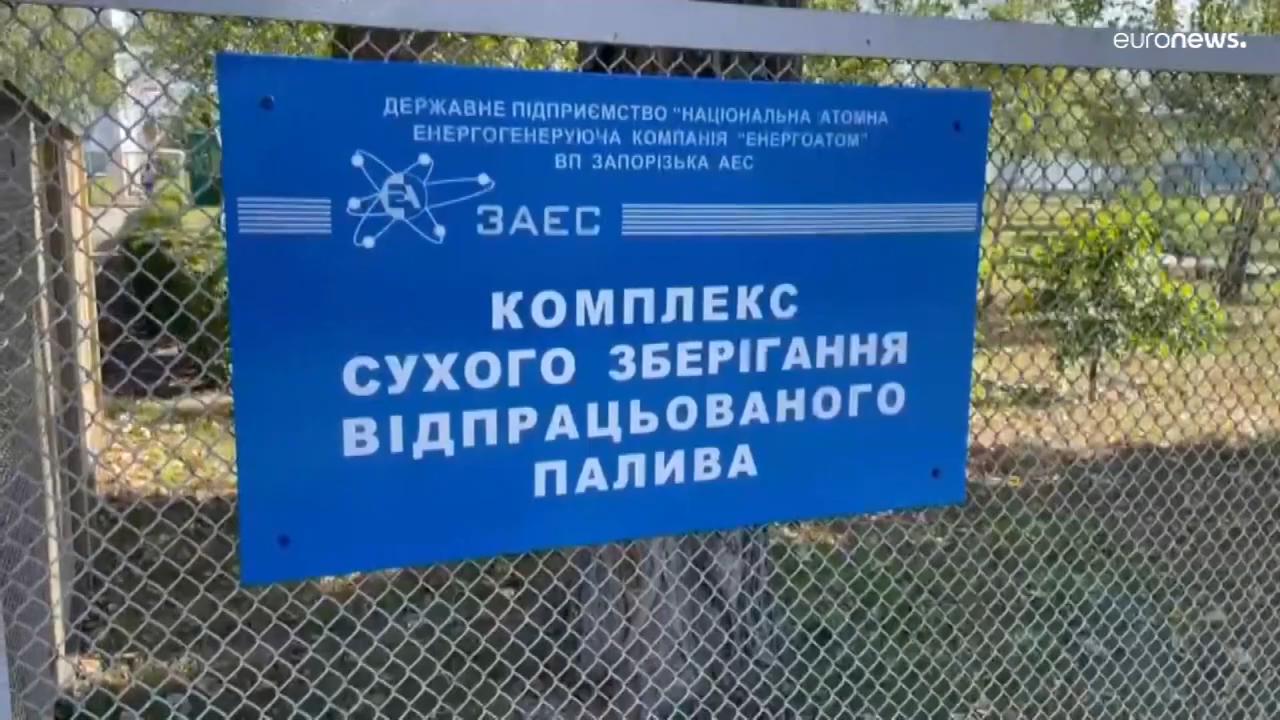 euronews.
ДЕРЖАВНЕ ПІДПРИЄМСТВО "НАЦІОНАЛЬНА АТОМНА
ЕНЕРГОГЕНЕРУЮЧА КОМПАНІЯ "ЕНЕРГОАТОМ"
ВП ЗАПОРІЗЬКА АЕС
ЕА
ЗАЕС
КОМПЛЕКС
СУХОГО ЗБЕРІГАННЯ
ВІДПРАЦЬОВАНОГО
ПАЛИВА